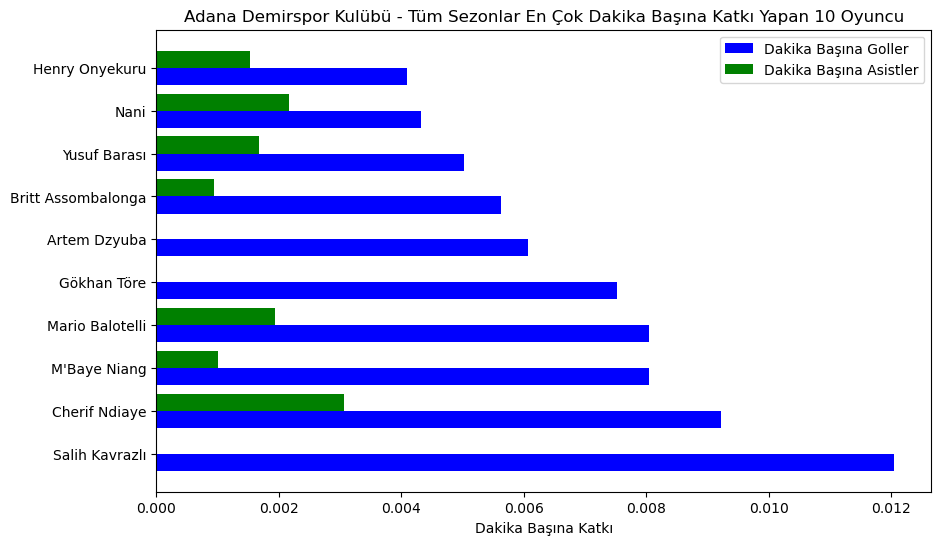 Adana Demirspor Kulübü - Tüm Sezonlar En Çok Dakika Başına Katkı Yapan 10 Oyuncu
Dakika Başına Goller
Dakika Başına Asistler
Henry Onyekuru
Nani
Yusuf Barası
Britt Assombalonga
Artem Dzyuba
Gökhan Töre
Mario Balotelli
M'Baye Niang
Cherif Ndiaye
Salih Kavrazlı
0.000 0.002 0.004 0.006 0.008 0.010 0.012
Dakika Başına Katkı